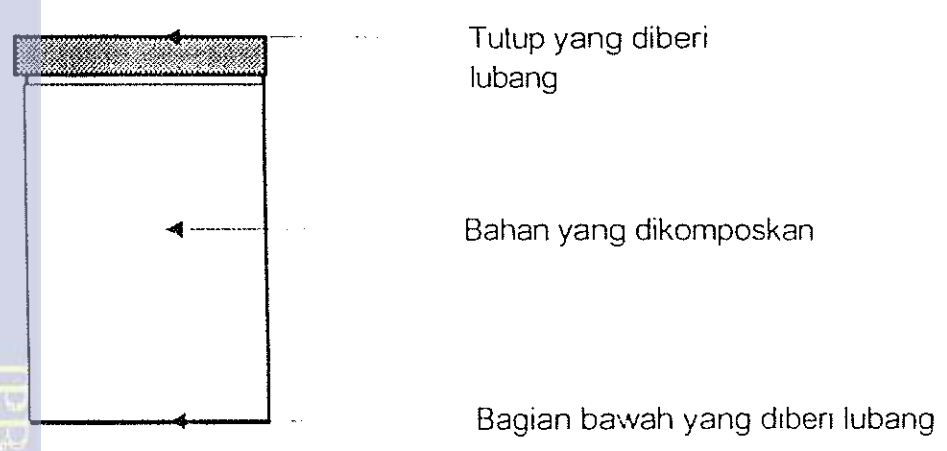 Tutup yang diberi
lubang
Bahan yang dikomposkan
Bagian bawah yang diberi lubang